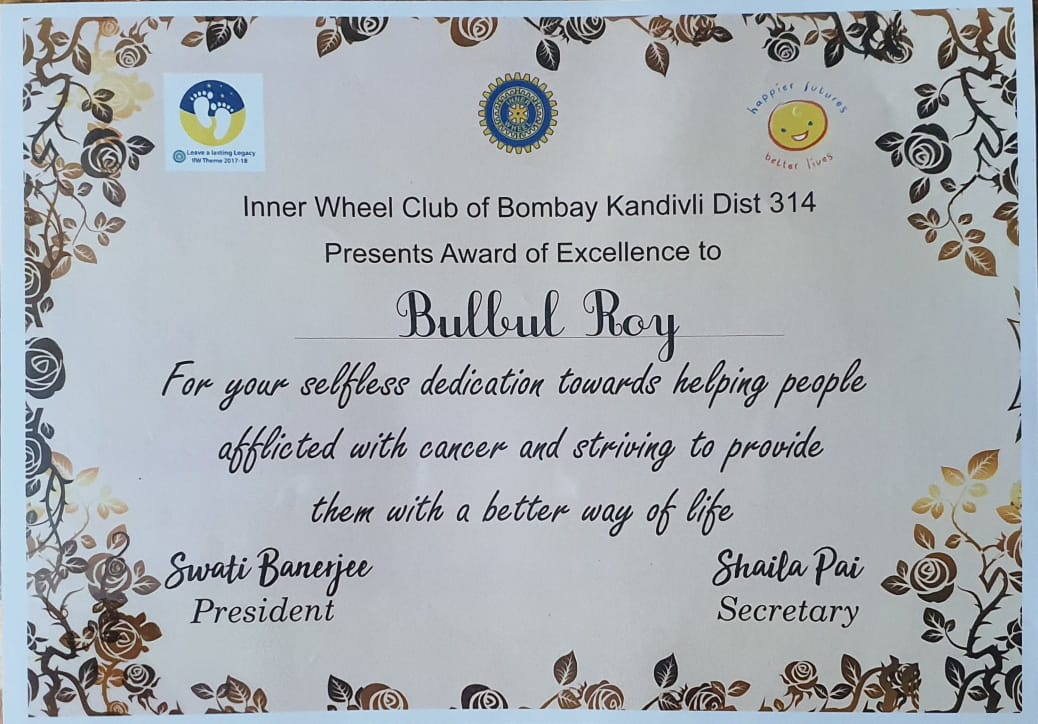 Leave a lasting Legacy
IIW Theme 2017-18
INNER
WHEEL
happier futures
better lives
Inner Wheel Club of Bombay Kandivli Dist 314
Presents Award of Excellence to
Bulbul Roy
For your selfless dedication towards helping people
afflicted with cancer and striving to provide
them with a better way of life
Swati Banerjee
President
Shaila Pai
Secretary